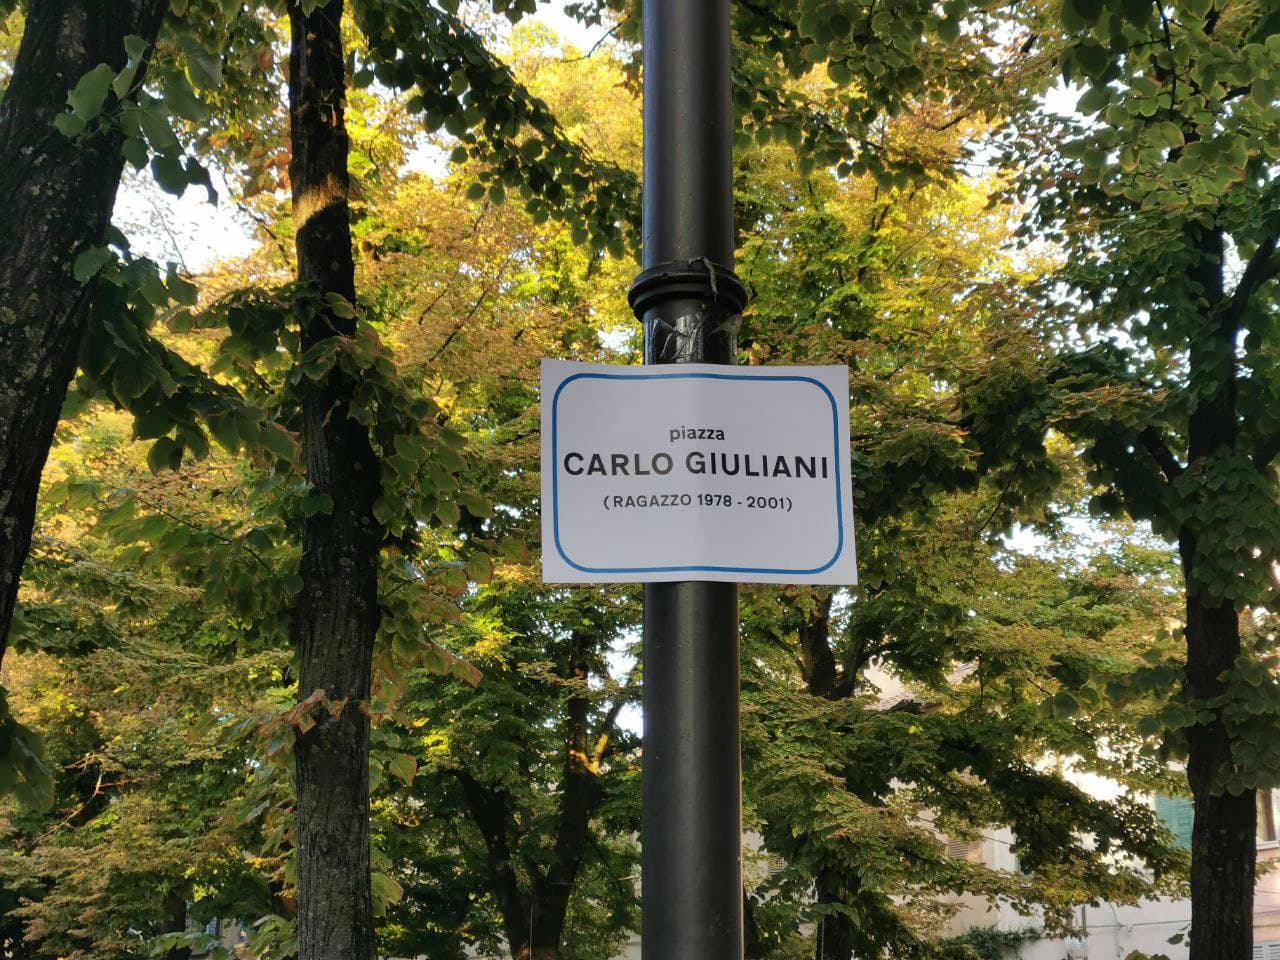 piazza
CARLO GIULIANI
(RAGAZZO 1978 - 2001)